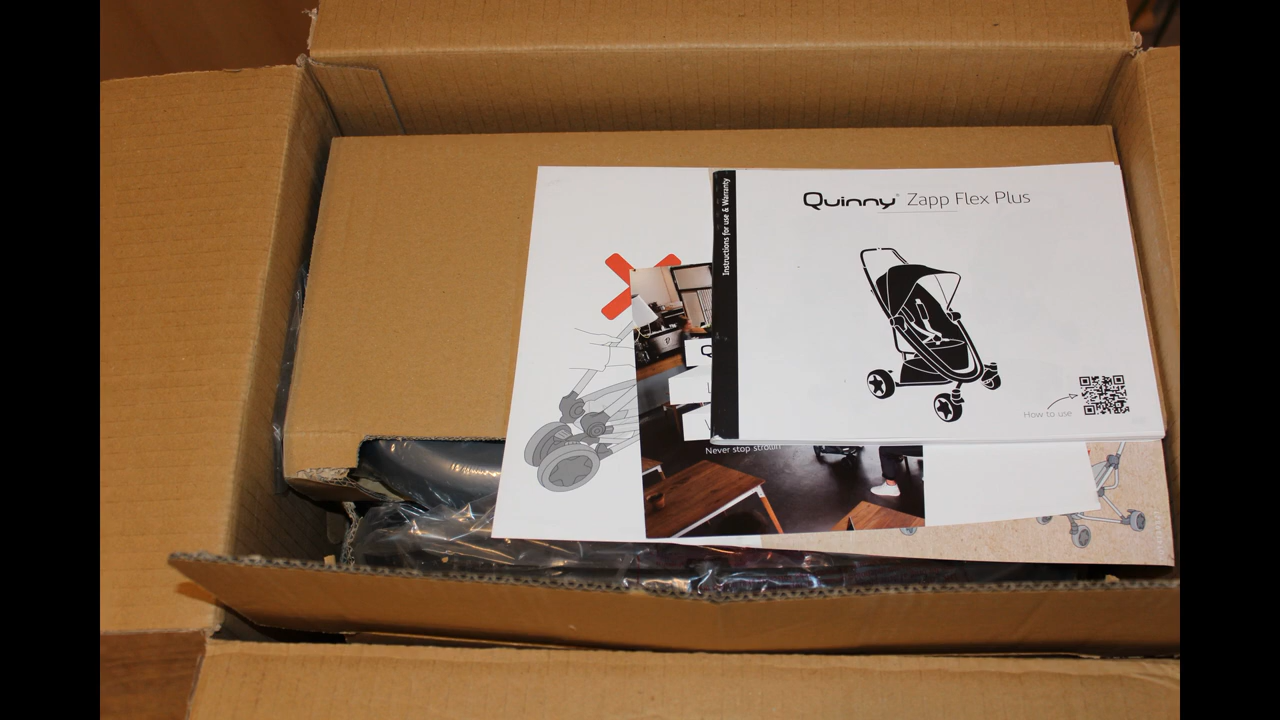 Instructions for use & Warranty
Quinny® Zapp Flex Plus
How to use
Never stop strollin'